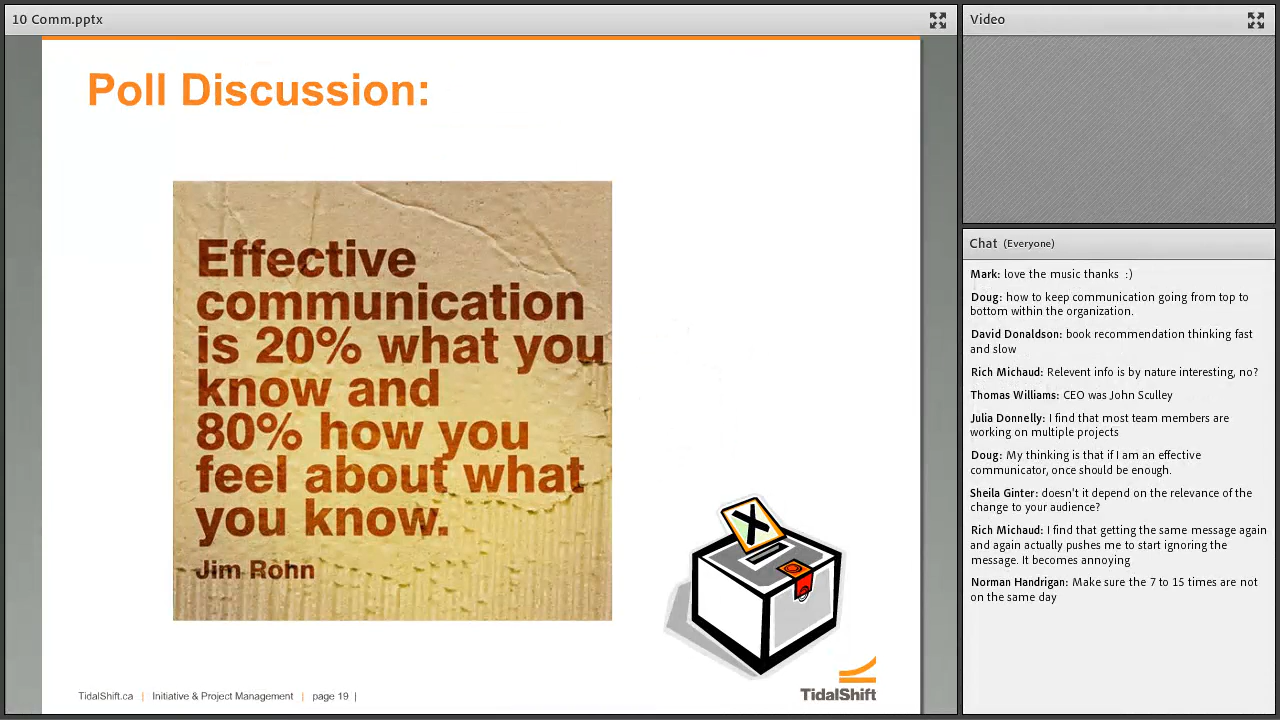 10 Comm.pptx
Poll Discussion:
Effective
communication
is 20% what you
know and
80% how you
feel about what
you know.
Jim Rohn
X
TidalShift.ca | Initiative & Project Management | page 19 |
TidalShift
Video
Chat (Everyone)
Mark: love the music thanks :)
Doug: how to keep communication going from top to
bottom within the organization.
David Donaldson: book recommendation thinking fast
and slow
Rich Michaud: Relevent info is by nature interesting, no?
Thomas Williams: CEO was John Sculley
Julia Donnelly: I find that most team members are
working on multiple projects
Doug: My thinking is that if I am an effective
communicator, once should be enough.
Sheila Ginter: doesn't it depend on the relevance of the
change to your audience?
Rich Michaud: I find that getting the same message again
and again actually pushes me to start ignoring the
message. It becomes annoying
Norman Handrigan: Make sure the 7 to 15 times are not
on the same day